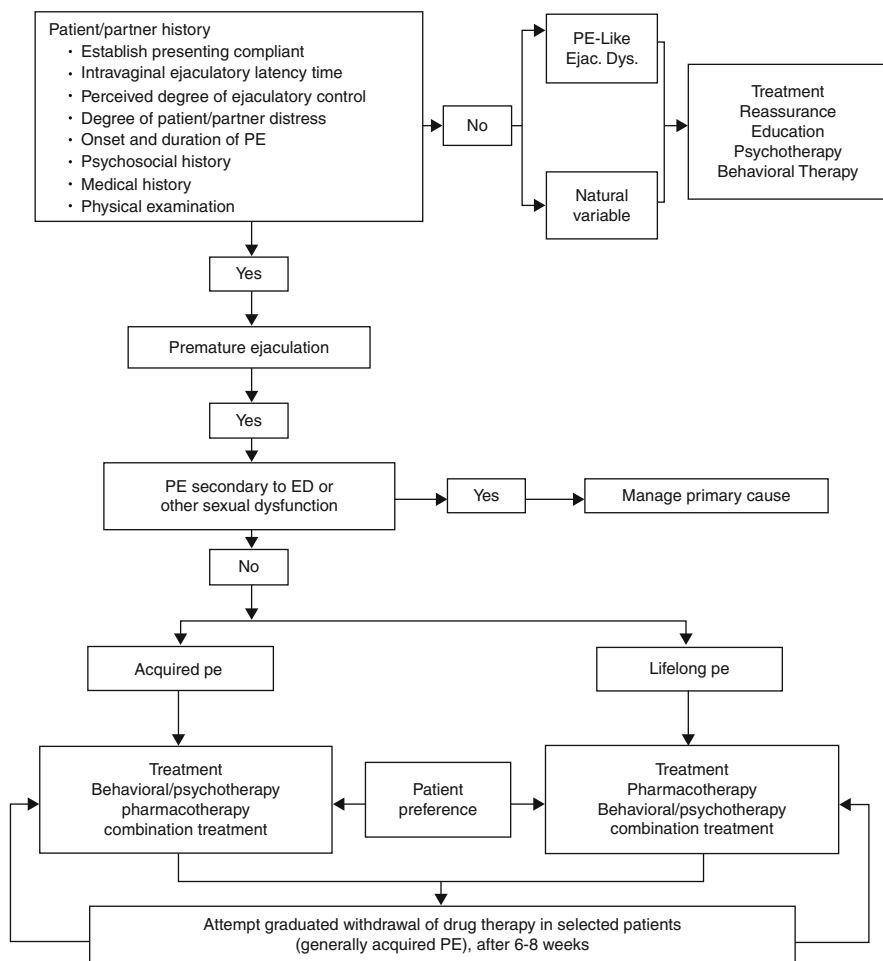 Patient/partner history
• Establish presenting compliant
• Intravaginal ejaculatory latency time
• Perceived degree of ejaculatory control
• Degree of patient/partner distress
• Onset and duration of PE
• Psychosocial history
• Medical history
• Physical examination
No
PE-Like
Ejac. Dys.
Natural
variable
Treatment
Reassurance
Education
Psychotherapy
Behavioral Therapy
Yes
Premature ejaculation
Yes
PE secondary to ED or
other sexual dysfunction
Yes
Manage primary cause
No
Acquired pe
Lifelong pe
Treatment
Behavioral/psychotherapy
pharmacotherapy
combination treatment
Patient
preference
Treatment
Pharmacotherapy
Behavioral/psychotherapy
combination treatment
Attempt graduated withdrawal of drug therapy in selected patients
(generally acquired PE), after 6-8 weeks